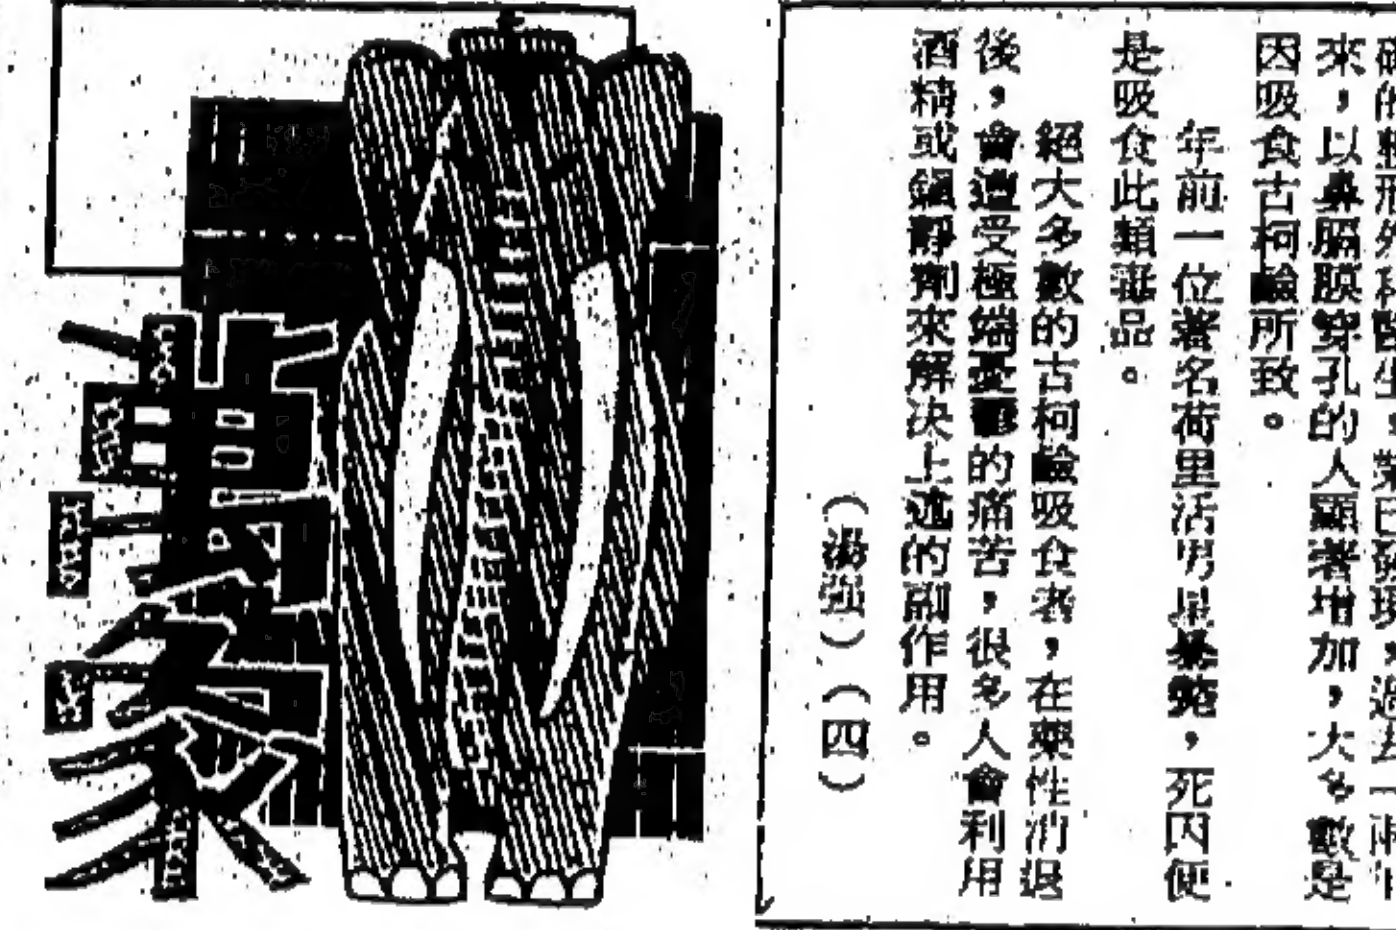 的整形外科醫生，業已發現，過去一兩年
來，以鼻膈膜穿孔的人顯著增加，大多數是
因吸食古柯鹼所致。
年前一位著名荷里活男星暴斃，死因便
是吸食此類毒品。
絕大多數的古柯鹼吸食者，在藥性消退
後，會遭受極端憂鬱的痛苦，很多人會利用
酒精或鎮靜劑來解決上述的副作用。
（湯強）（四）